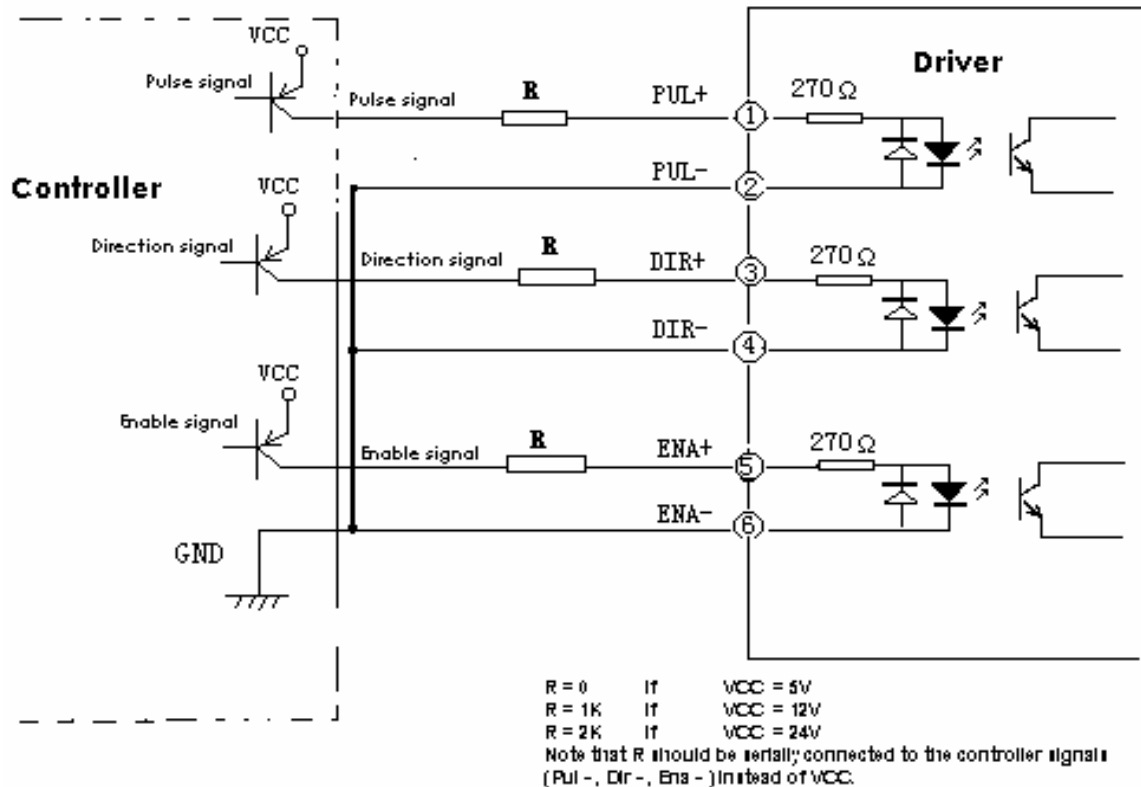 VCC
Driver
Pulse signal
Pulse signal
R
PUL+
1
270Ω
PUL-
2
Controller
VCC
Direction signal
Direction signal
R
DIR+
3
270Ω
DIR-
4
VCC
Enable signal
Enable signal
R
ENA+
5
270Ω
ENA-
6
GND
R = 0 If VCC = 5V
R = 1K If VCC = 12V
R = 2K If VCC = 24V
Note that R should be serially connected to the controller signals
(Pul -, Dir -, Ena -) instead of VCC.